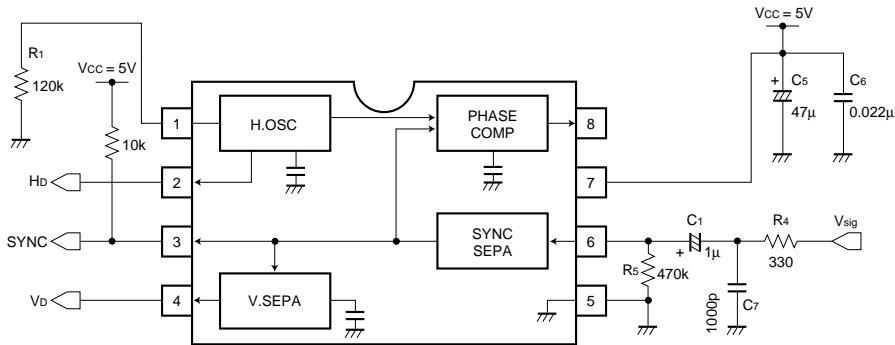 VCC = 5V
R1
VCC = 5V
120k
10k
C5
47μ
C6
0.022μ
+
1
H.OSC
PHASE COMP
8
HD
2
7
SYNC
3
SYNC SEPA
6
C1
1μ
+
R4
330
Vsig
R5
470k
VD
4
V.SEPA
5
1000p
C7